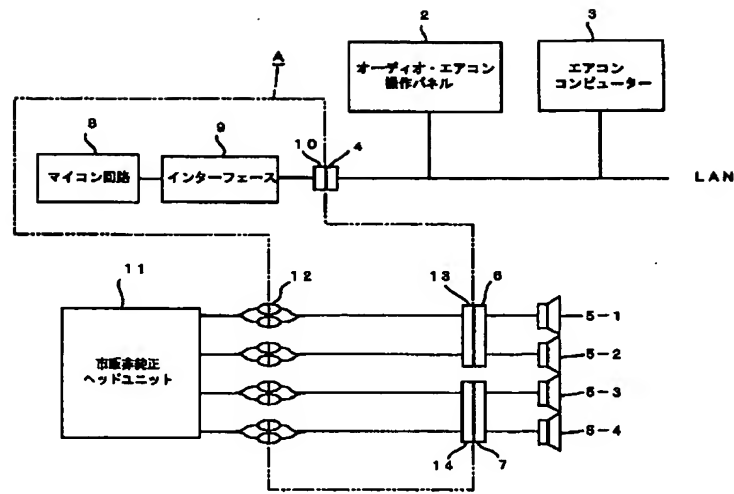 2
3
A
オーディオ・エアコン
操作パネル
エアコン
コンピューター
8
9
10
4
マイコン回路
インターフェース
LAN
11
12
13
6
5-1
市販非純正
ヘッドユニット
5-2
5-3
5-4
14
7